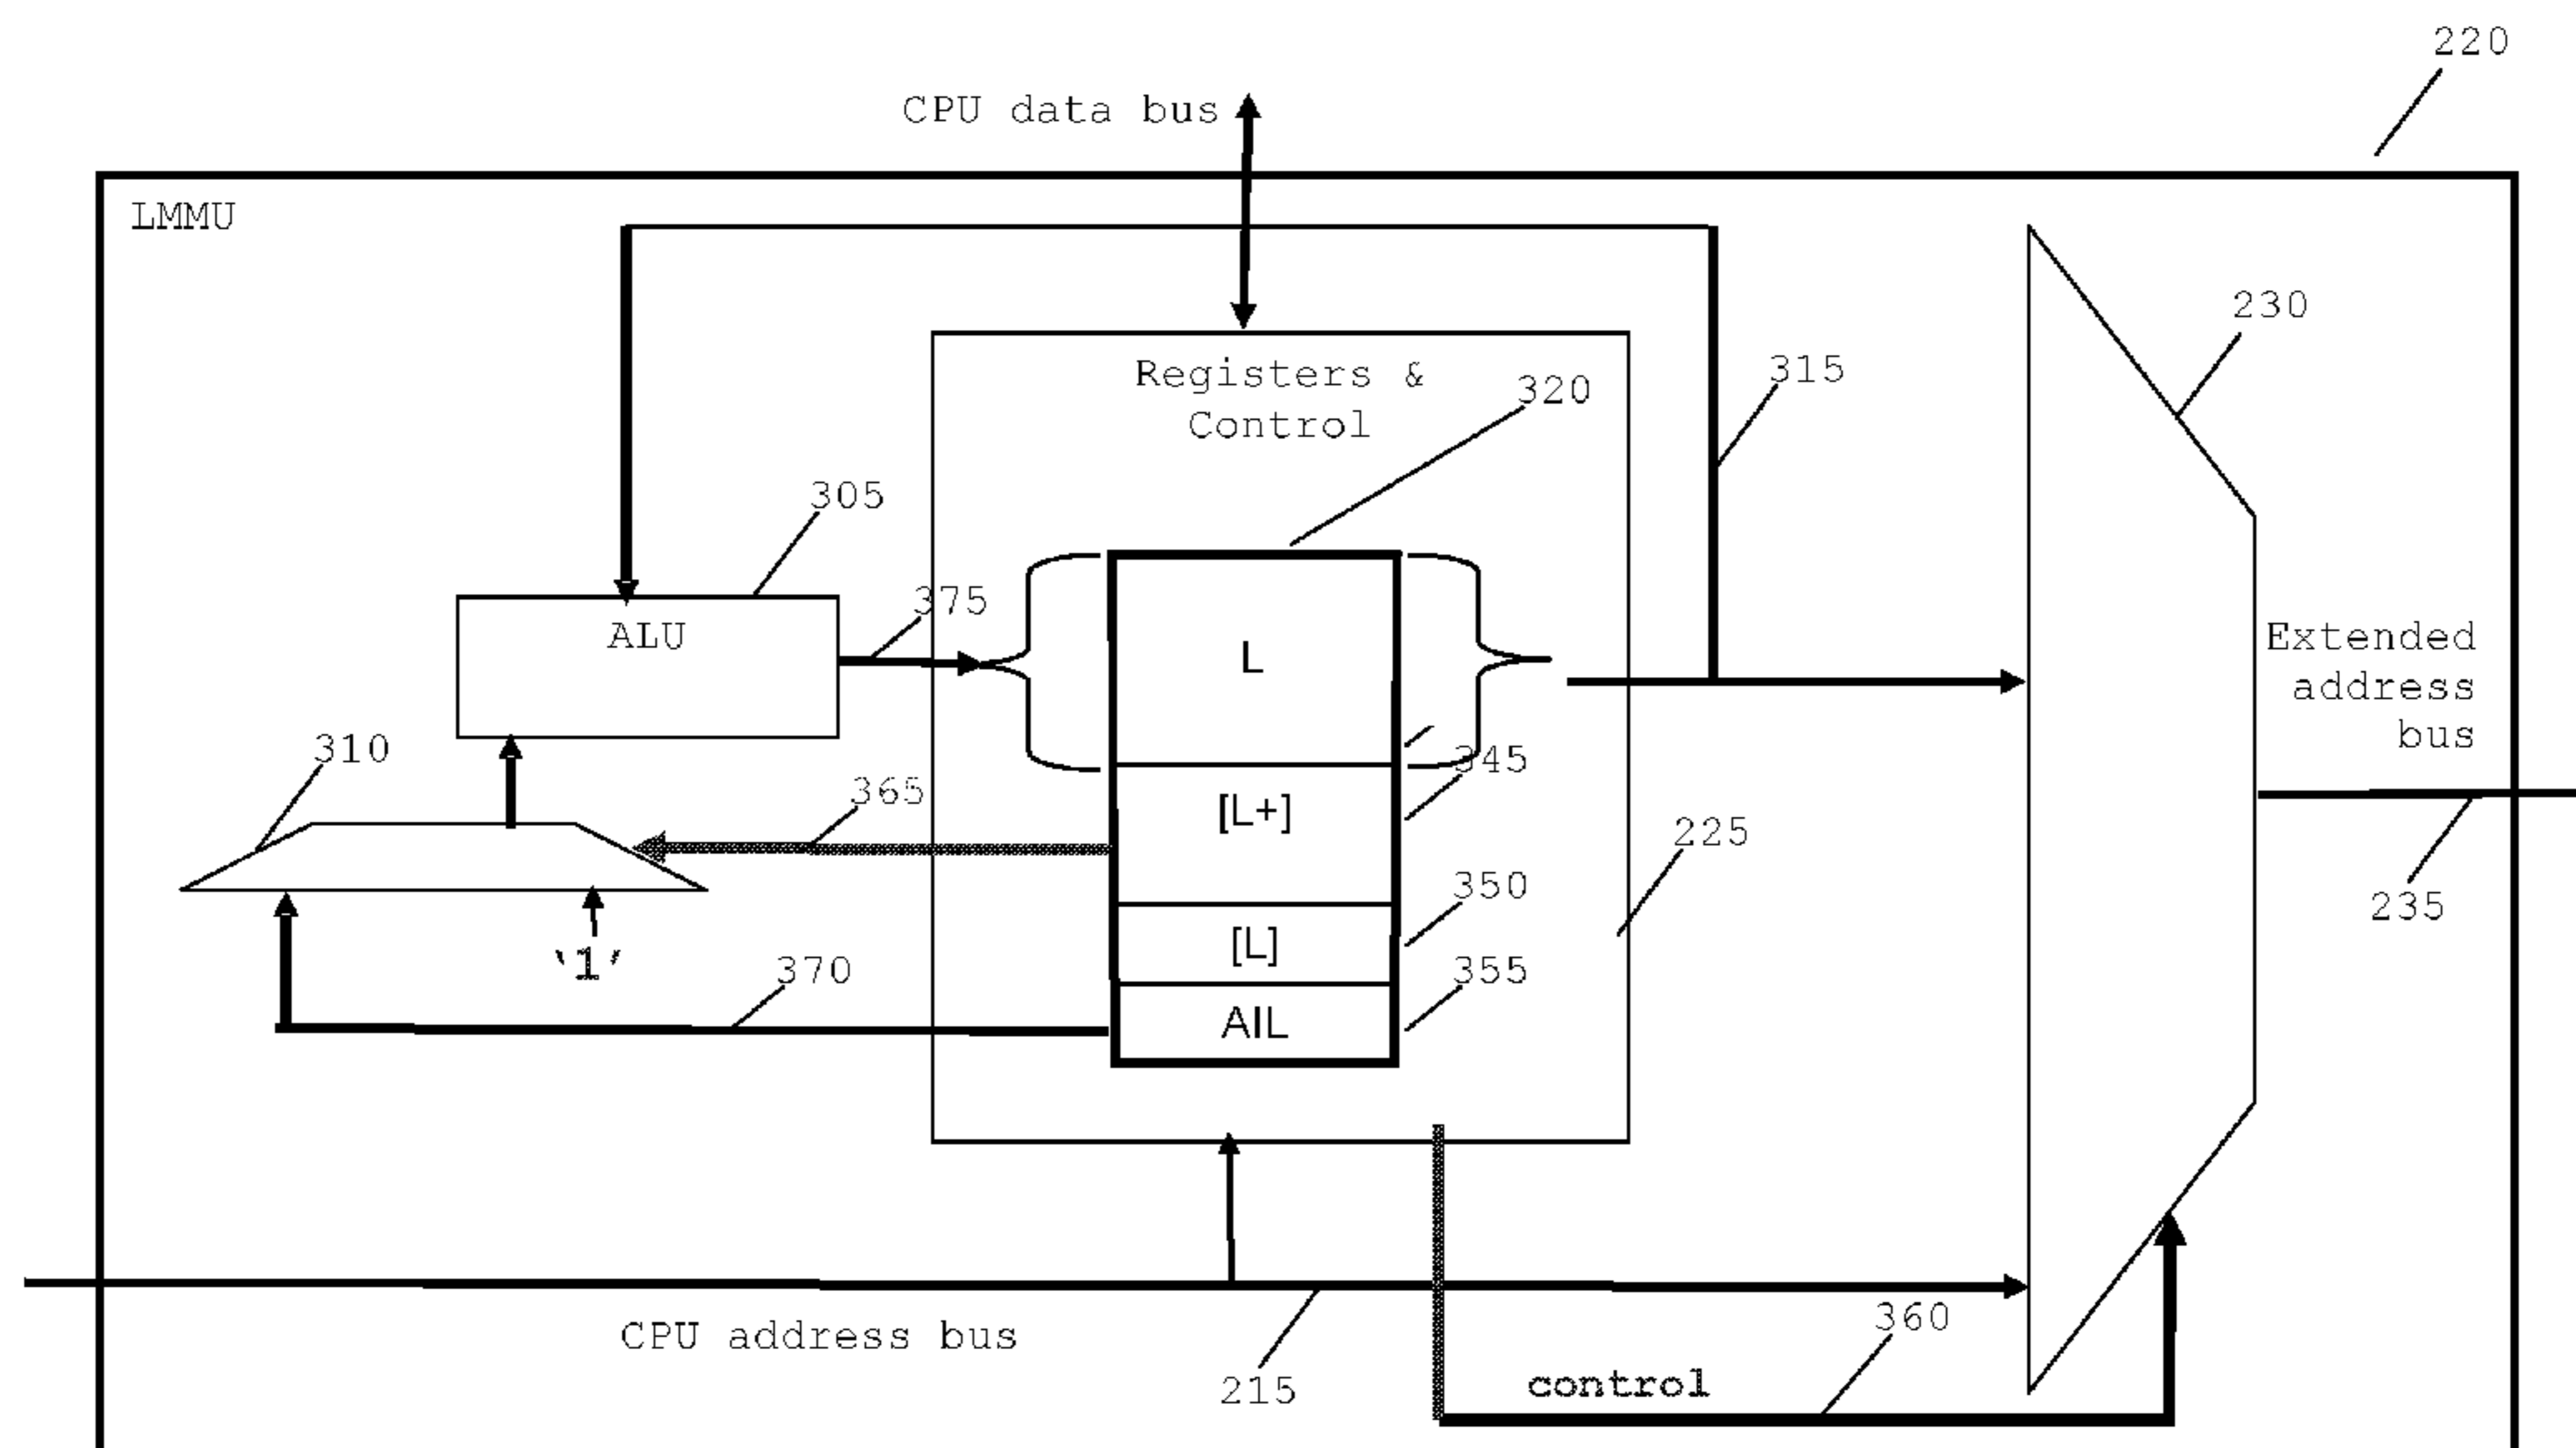 220
CPU data bus
LMMU
230
Registers &
Control
320
315
305
375
ALU
L
Extended
address
bus
310
345
365
[L+]
225
350
235
[L]
'1'
370
355
AIL
CPU address bus
360
215
control